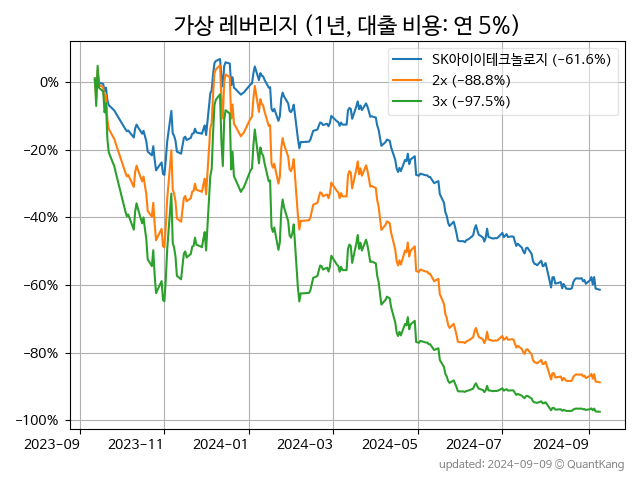 가상 레버리지 (1년, 대출 비용: 연 5%)
SK아이이테크놀로지 (−61.6%)
2x (−88.8%)
3x (−97.5%)
0%
−20%
−40%
−60%
−80%
−100%
2023-09 2023-11 2024-01 2024-03 2024-05 2024-07 2024-09
updated: 2024-09-09 © QuantKang